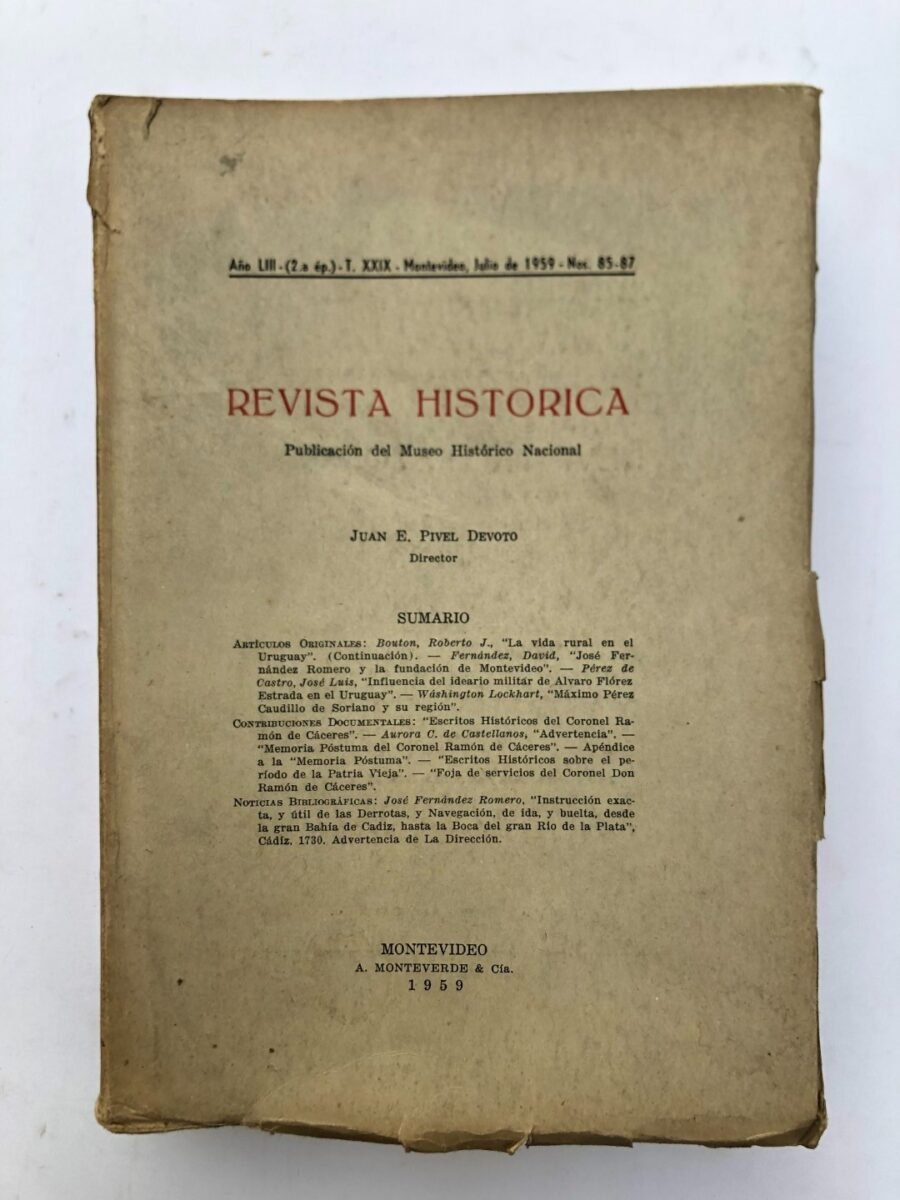 Año LIII - (2.a ép.) - T. XXIX - Montevideo, Julio de 1959 - Nos. 85-87
REVISTA HISTORICA
Publicación del Museo Histórico Nacional
JUAN E. PIVEL DEVOTO
Director
SUMARIO
ARTÍCULOS ORIGINALES: Bouton, Roberto J., "La vida rural en el
Uruguay". (Continuación). — Fernández, David, "José Fer-
nández Romero y la fundación de Montevideo". — Pérez de
Castro, José Luis, "Influencia del ideario militar de Alvaro Flórez
Estrada en el Uruguay". — Wáshington Lockhart, "Máximo Pérez
Caudillo de Soriano y su región".
CONTRIBUCIONES DOCUMENTALES: "Escritos Históricos del Coronel Ra-
món de Cáceres". — Aurora C. de Castellanos, "Advertencia". —
"Memoria Póstuma del Coronel Ramón de Cáceres". — Apéndice
a la "Memoria Póstuma". — "Escritos Históricos sobre el pe-
ríodo de la Patria Vieja". — "Foja de servicios del Coronel Don
Ramón de Cáceres".
NOTICIAS BIBLIOGRÁFICAS: José Fernández Romero, "Instrucción exac-
ta, y útil de las Derrotas, y Navegación, de ida, y buelta, desde
la gran Bahía de Cadiz, hasta la Boca del gran Rio de la Plata",
Cádiz. 1730. Advertencia de La Dirección.
MONTEVIDEO
A. MONTEVERDE & Cía.
1959